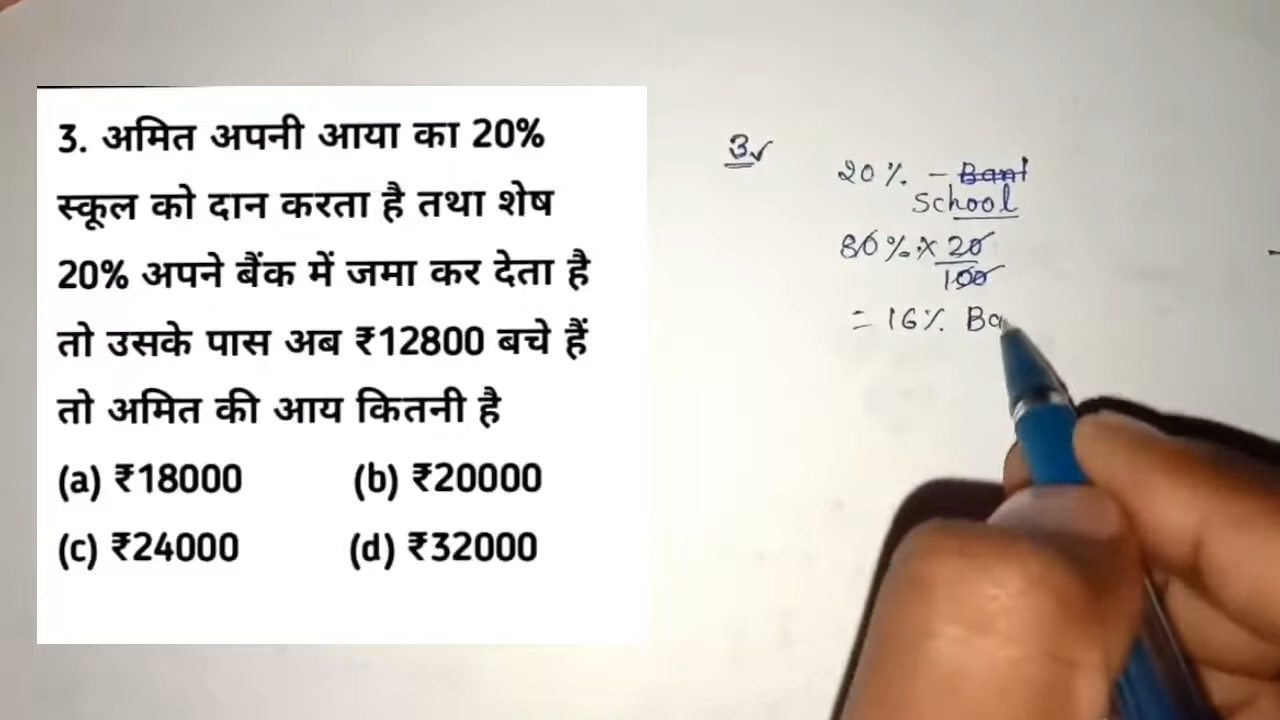 3. अमित अपनी आया का 20%
स्कूल को दान करता है तथा शेष
20% अपने बैंक में जमा कर देता है
तो उसके पास अब ₹12800 बचे हैं
तो अमित की आय कितनी है
(a) ₹18000 (b) ₹20000
(c) ₹24000 (d) ₹32000
3✓
20% -
School
80% × 20
100
= 16% Ba